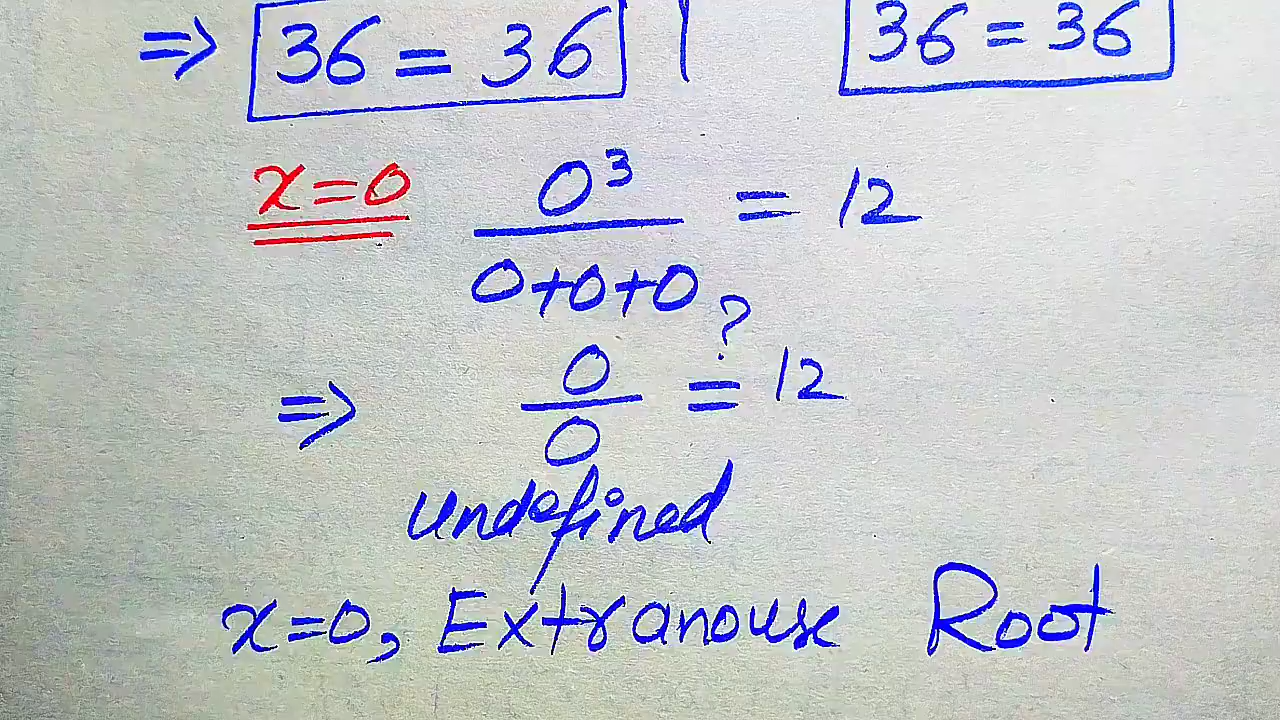 ⇒ 36 = 36 | 36 = 36
x=0 0³/0+0+0 = 12
⇒ 0/0 =? 12
undefined
x=0, Extranouse Root